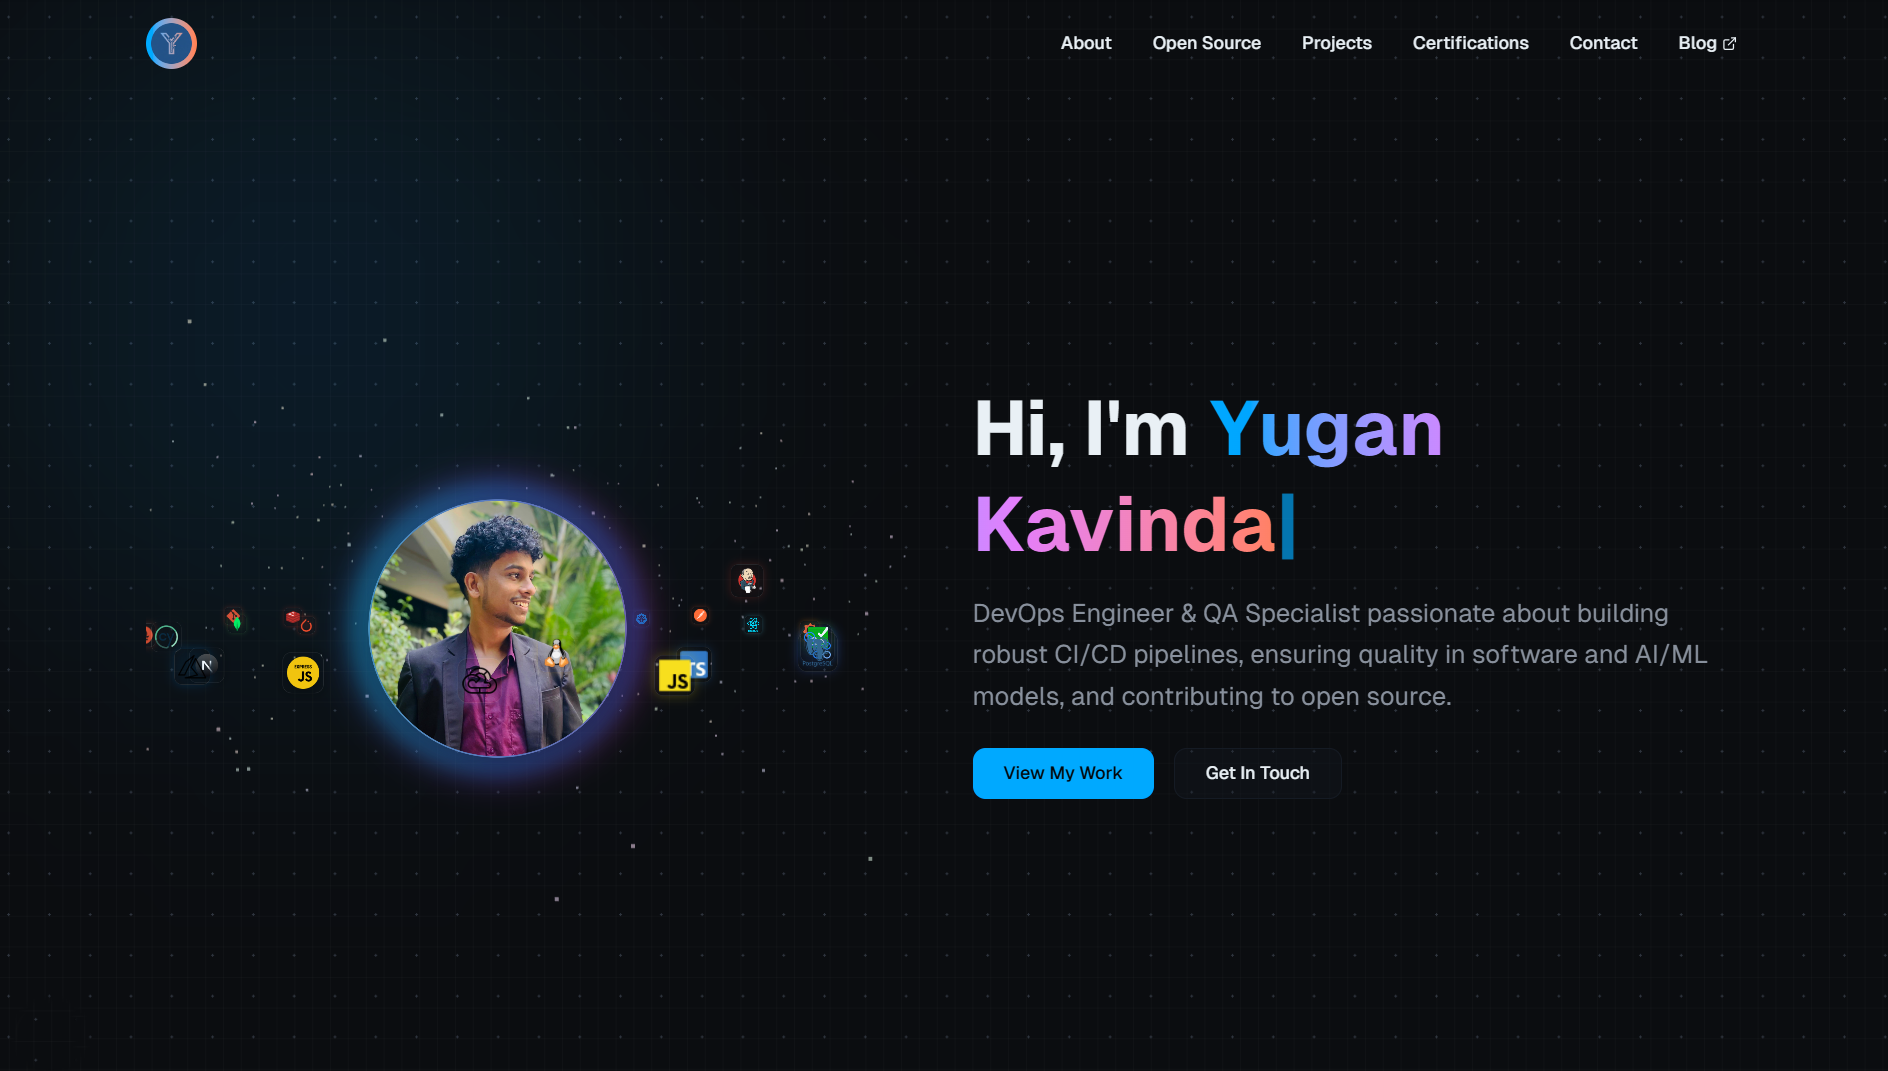 Y
About
Open Source
Projects
Certifications
Contact
Blog
Hi, I'm Yugan
Kavinda
DevOps Engineer & QA Specialist passionate about building
robust CI/CD pipelines, ensuring quality in software and AI/ML
models, and contributing to open source.
View My Work
Get In Touch
N
EXPRESS
JS
TS
JS
PostgreSQL